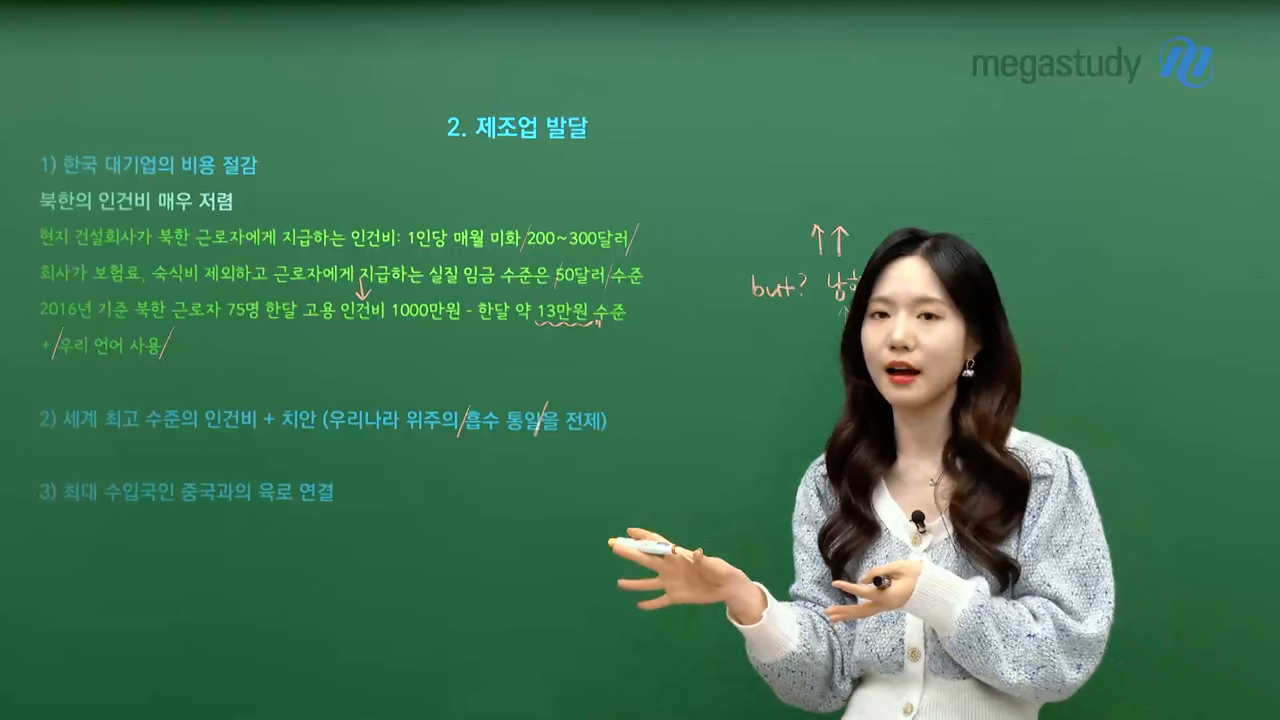 megastudy
2. 제조업 발달
1) 한국 대기업의 비용 절감
북한의 인건비 매우 저렴
현지 건설회사가 북한 근로자에게 지급하는 인건비: 1인당 매월 미화 200~300달러
회사가 보험료, 숙식비 제외하고 근로자에게 지급하는 실질 임금 수준은 50달러 수준
2016년 기준 북한 근로자 75명 한달 고용 인건비 1000만원 - 한달 약 13만원 수준
+ 우리 언어 사용
2) 세계 최고 수준의 인건비 + 치안 (우리나라 위주의 흡수 통일을 전제)
3) 최대 수입국인 중국과의 육로 연결
but?